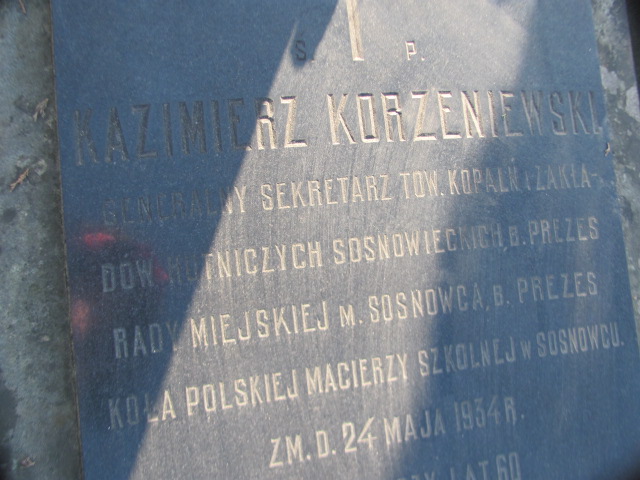 Ś. P.
KAZIMIERZ KORZENIEWSKI,
GENERALNY SEKRETARZ TOW. KOPALŃ I ZAKŁA-
DÓW HUTNICZYCH SOSNOWIECKICH, B. PREZES
RADY MIEJSKIEJ M. SOSNOWCA, B. PREZES
KOŁA POLSKIEJ MACIERZY SZKOLNEJ W SOSNOWCU.
ZM. D. 24 MAJA 1934 R.
LAT 60